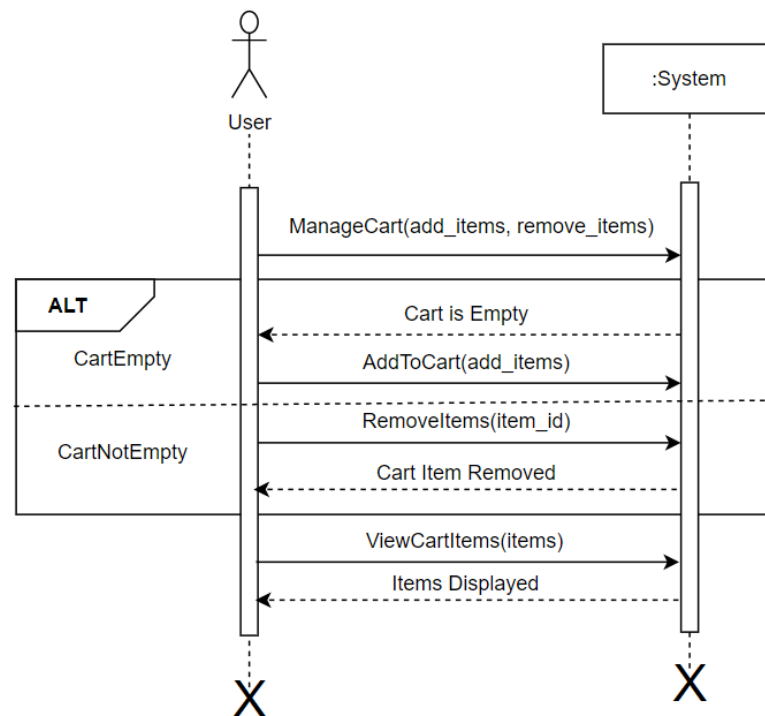 User
:System
ManageCart(add_items, remove_items)
ALT
Cart is Empty
CartEmpty
AddToCart(add_items)
RemoveItems(item_id)
CartNotEmpty
Cart Item Removed
ViewCartItems(items)
Items Displayed
X
X